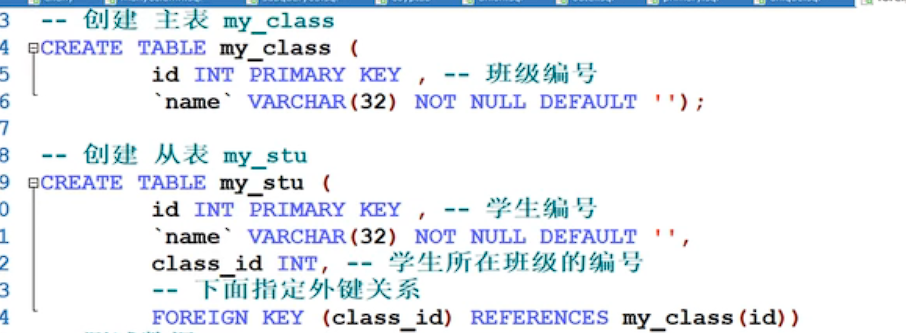 3 -- 创建 主表 my_class
4 CREATE TABLE my_class (
5 id INT PRIMARY KEY , -- 班级编号
6 `name` VARCHAR(32) NOT NULL DEFAULT '');
7
8 -- 创建 从表 my_stu
9 CREATE TABLE my_stu (
0 id INT PRIMARY KEY , -- 学生编号
1 `name` VARCHAR(32) NOT NULL DEFAULT '',
2 class_id INT, -- 学生所在班级的编号
3 -- 下面指定外键关系
4 FOREIGN KEY (class_id) REFERENCES my_class(id))